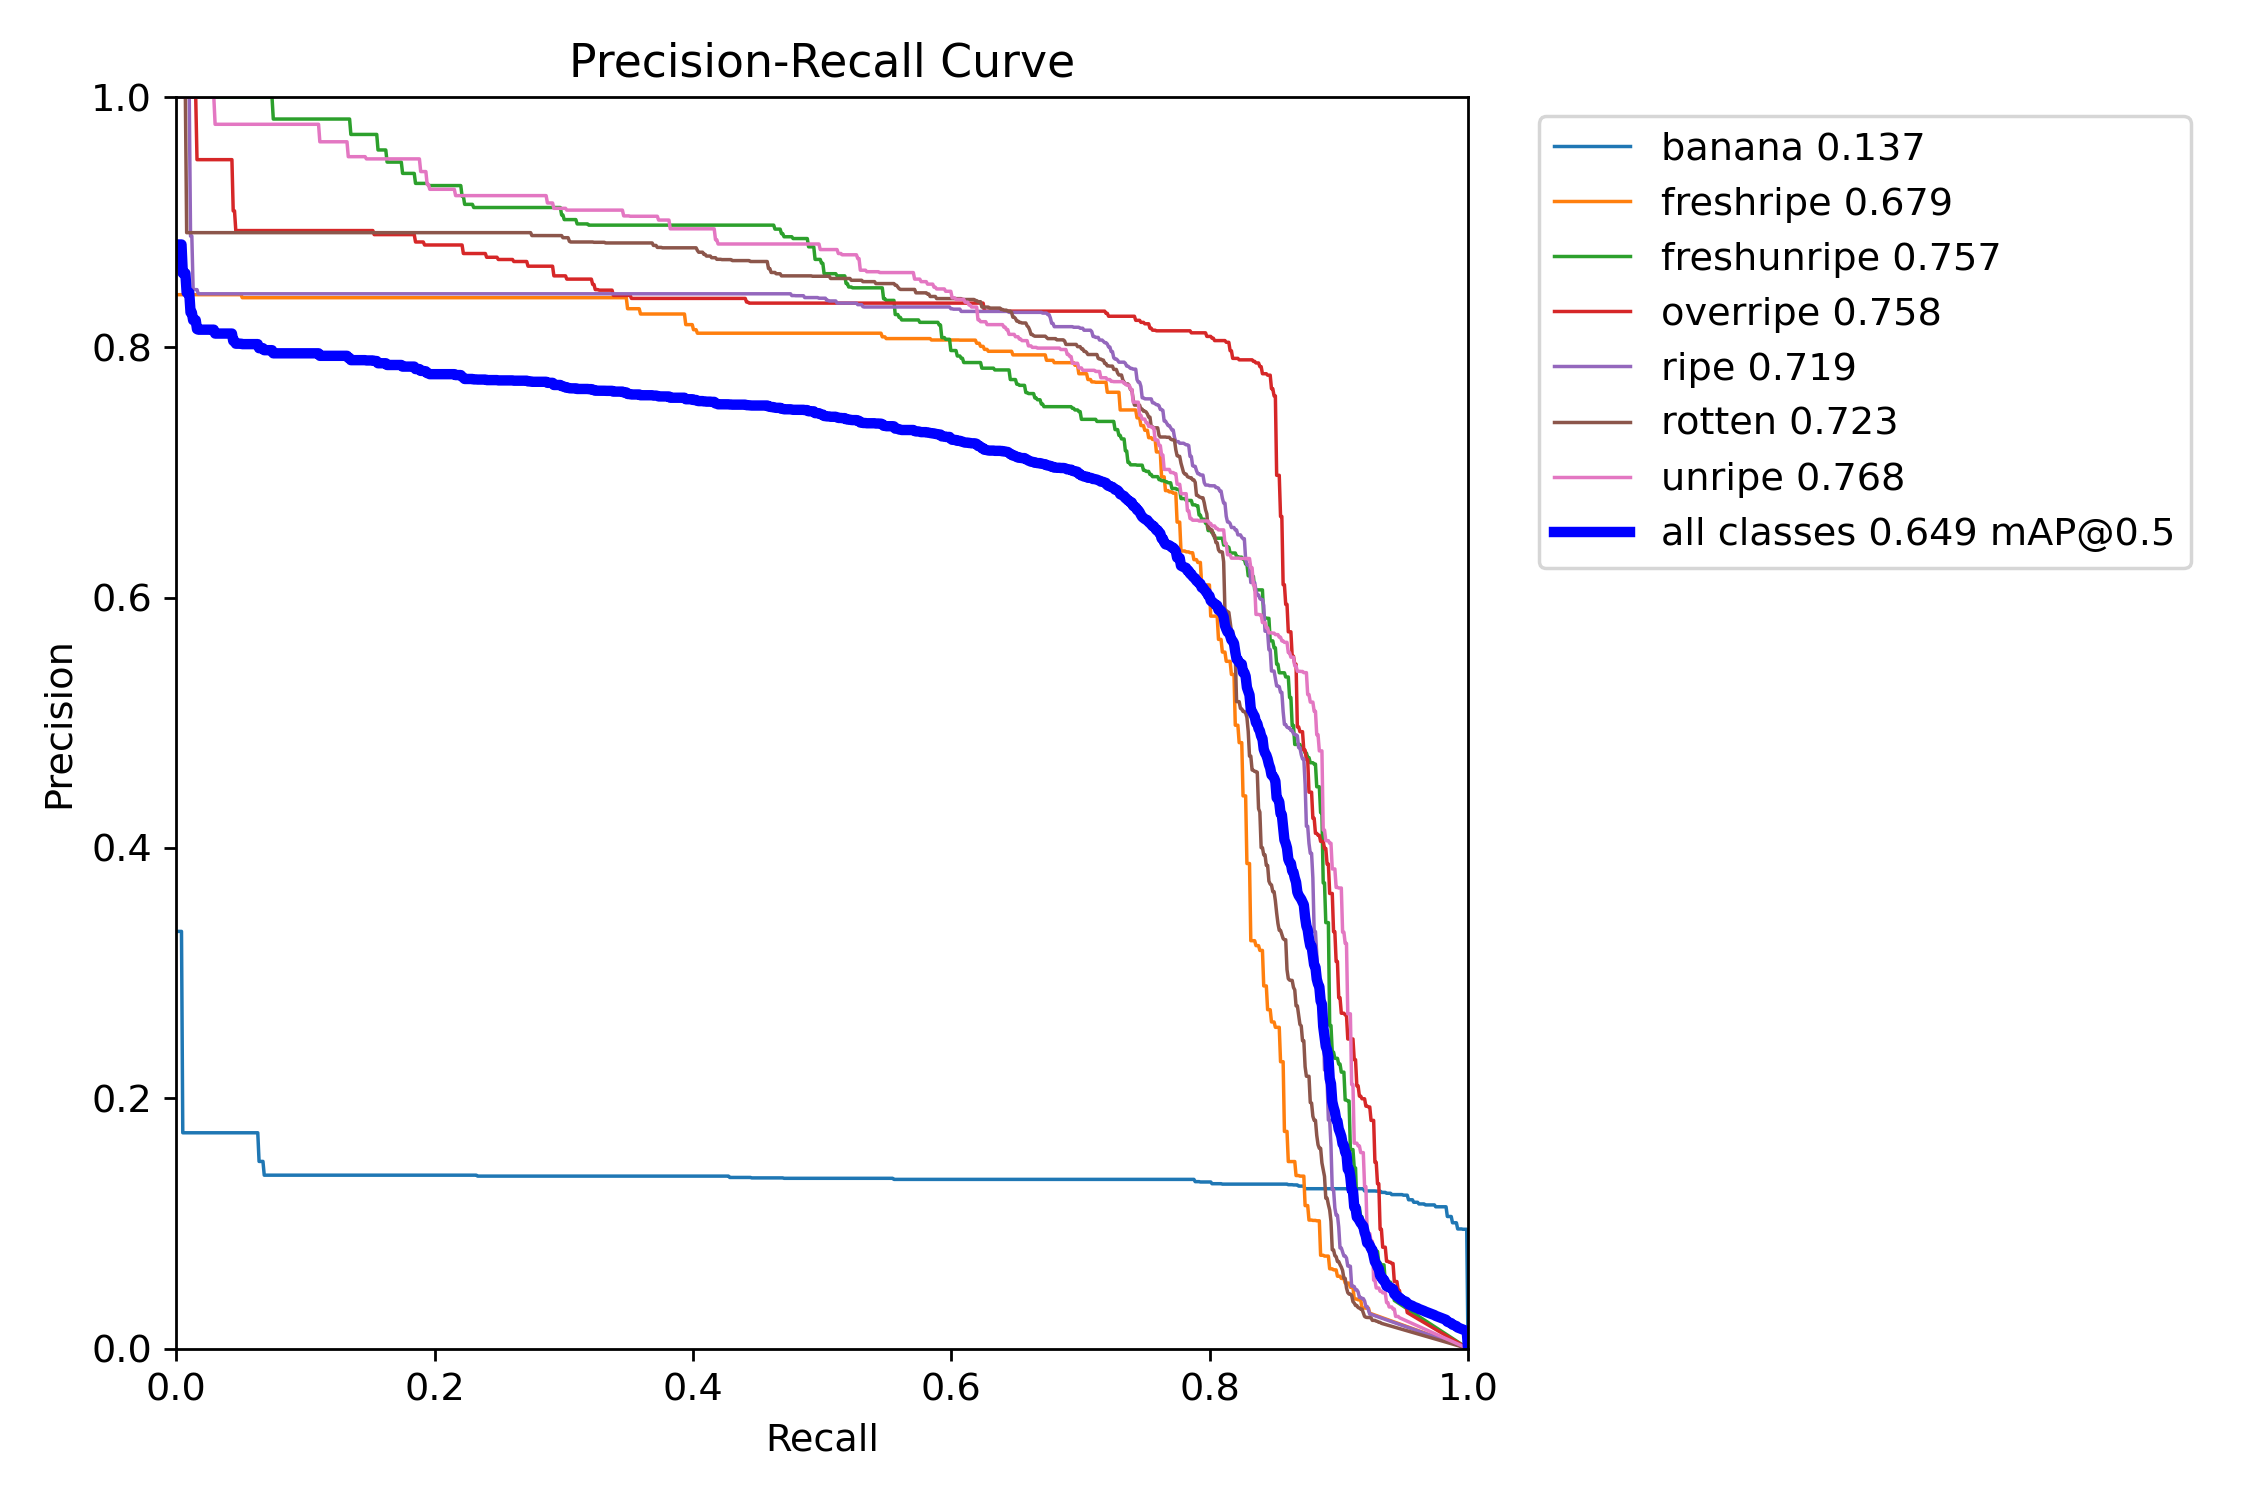 Precision-Recall Curve
1.0
0.8
0.6
0.4
0.2
0.0
Precision
0.0 0.2 0.4 0.6 0.8 1.0
Recall
banana 0.137
freshripe 0.679
freshunripe 0.757
overripe 0.758
ripe 0.719
rotten 0.723
unripe 0.768
all classes 0.649 mAP@0.5